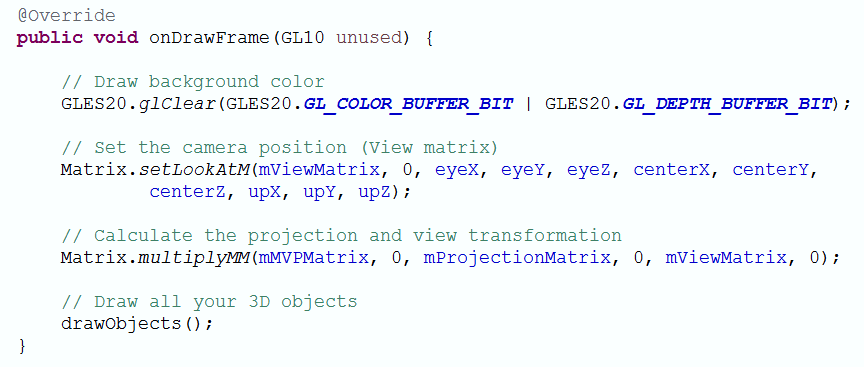 @Override
public void onDrawFrame(GL10 unused) {
// Draw background color
GLES20.glClear(GLES20.GL_COLOR_BUFFER_BIT | GLES20.GL_DEPTH_BUFFER_BIT);
// Set the camera position (View matrix)
Matrix.setLookAtM(mViewMatrix, 0, eyeX, eyeY, eyeZ, centerX, centerY,
centerZ, upX, upY, upZ);
// Calculate the projection and view transformation
Matrix.multiplyMM(mMVPMatrix, 0, mProjectionMatrix, 0, mViewMatrix, 0);
// Draw all your 3D objects
drawObjects();
}